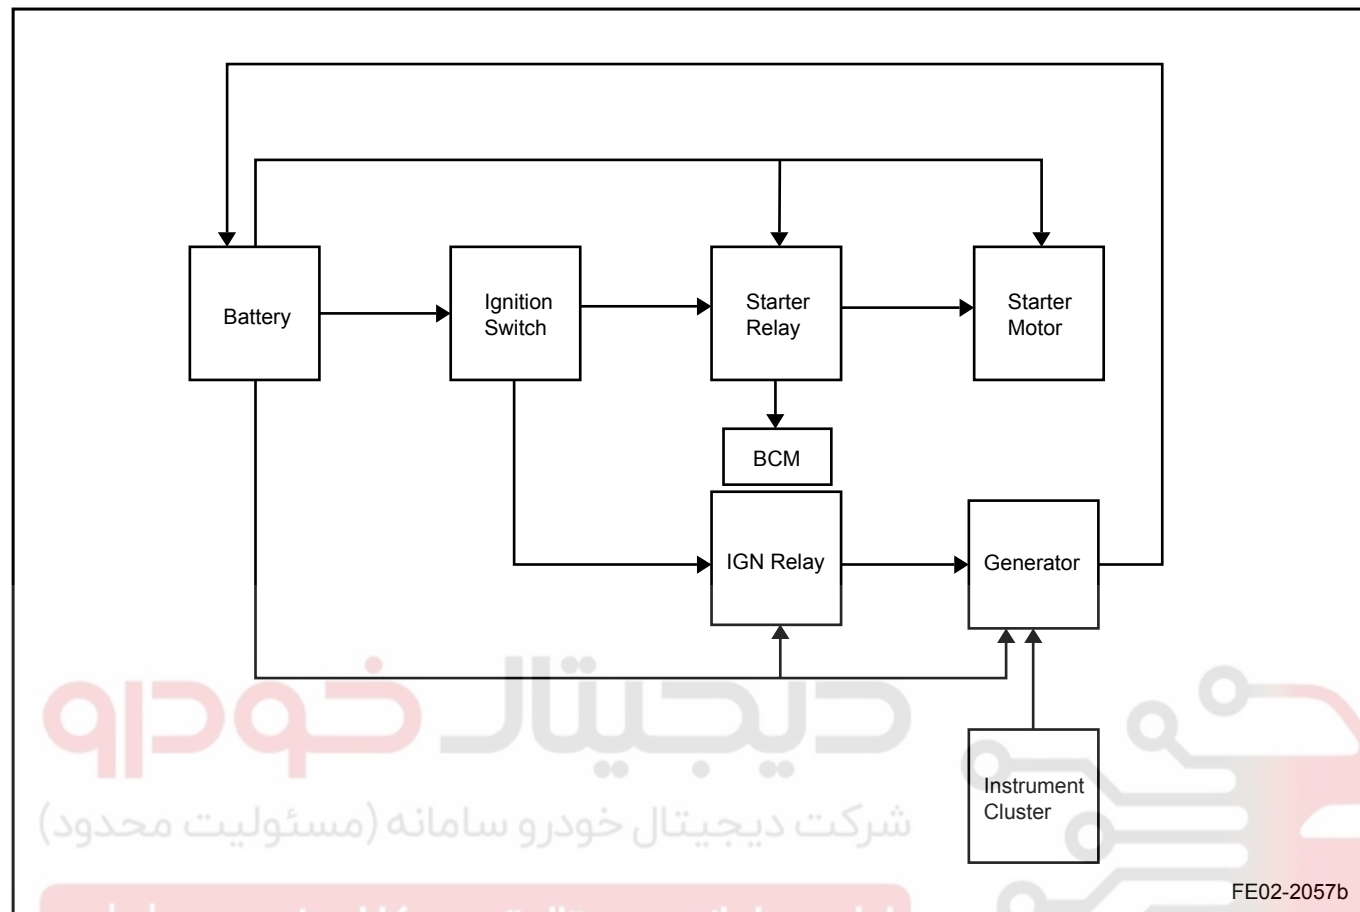 Battery
Ignition
Switch
Starter
Relay
Starter
Motor
BCM
IGN Relay
Generator
دیجیتال خودرو
Instrument
Cluster
شرکت دیجیتال خودرو سامانه (مسئولیت محدود)
FE02-2057b